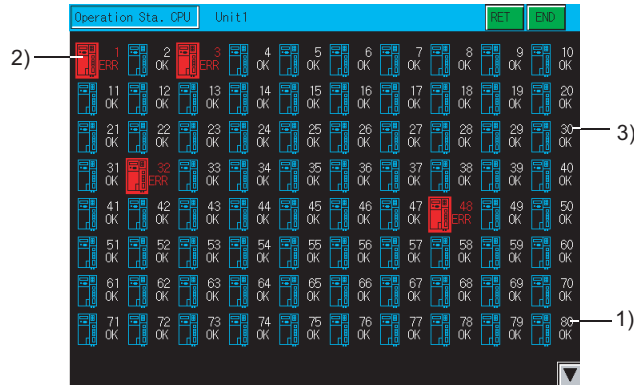 Operation Sta. CPU Unit1 RET END
1 2 3 4 5 6 7 8 9 10
2) ERR OK ERR OK OK OK OK OK OK OK
11 12 13 14 15 16 17 18 19 20
OK OK OK OK OK OK OK OK OK OK
21 22 23 24 25 26 27 28 29 30 3)
OK OK OK OK OK OK OK OK OK OK
31 32 33 34 35 36 37 38 39 40
OK ERR OK OK OK OK OK OK OK OK
41 42 43 44 45 46 47 48 49 50
OK OK OK OK OK OK OK ERR OK OK
51 52 53 54 55 56 57 58 59 60
OK OK OK OK OK OK OK OK OK OK
61 62 63 64 65 66 67 68 69 70
OK OK OK OK OK OK OK OK OK OK
71 72 73 74 75 76 77 78 79 80 1)
OK OK OK OK OK OK OK OK OK OK